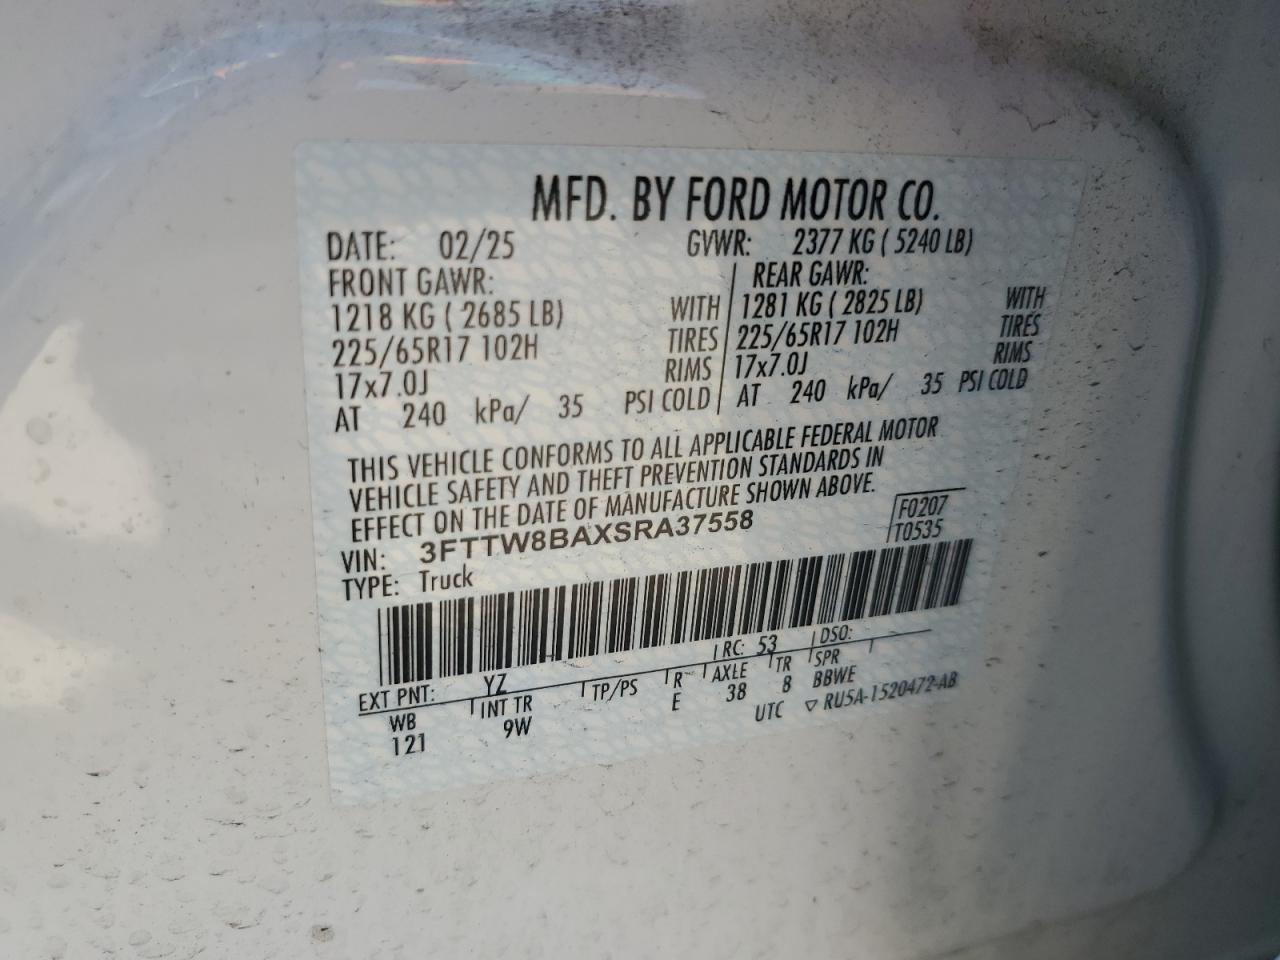 MFD. BY FORD MOTOR CO.
DATE: 02/25 GVWR: 2377 KG ( 5240 LB)
FRONT GAWR: REAR GAWR:
1218 KG ( 2685 LB) WITH 1281 KG ( 2825 LB) WITH
225/65R17 102H TIRES 225/65R17 102H TIRES
17x7.0J RIMS 17x7.0J RIMS
AT 240 kPa/ 35 PSI COLD AT 240 kPa/ 35 PSI COLD
THIS VEHICLE CONFORMS TO ALL APPLICABLE FEDERAL MOTOR
VEHICLE SAFETY AND THEFT PREVENTION STANDARDS IN
EFFECT ON THE DATE OF MANUFACTURE SHOWN ABOVE.
VIN: 3FTTW8BAXSRA37558 F0207
TYPE: Truck T0535
EXT PNT: YZ RC: 53 DSO:
WB INT TR TP/PS R AXLE TR SPR
121 9W E 38 8 BBWE
UTC ▽ RU5A-1520472-AB